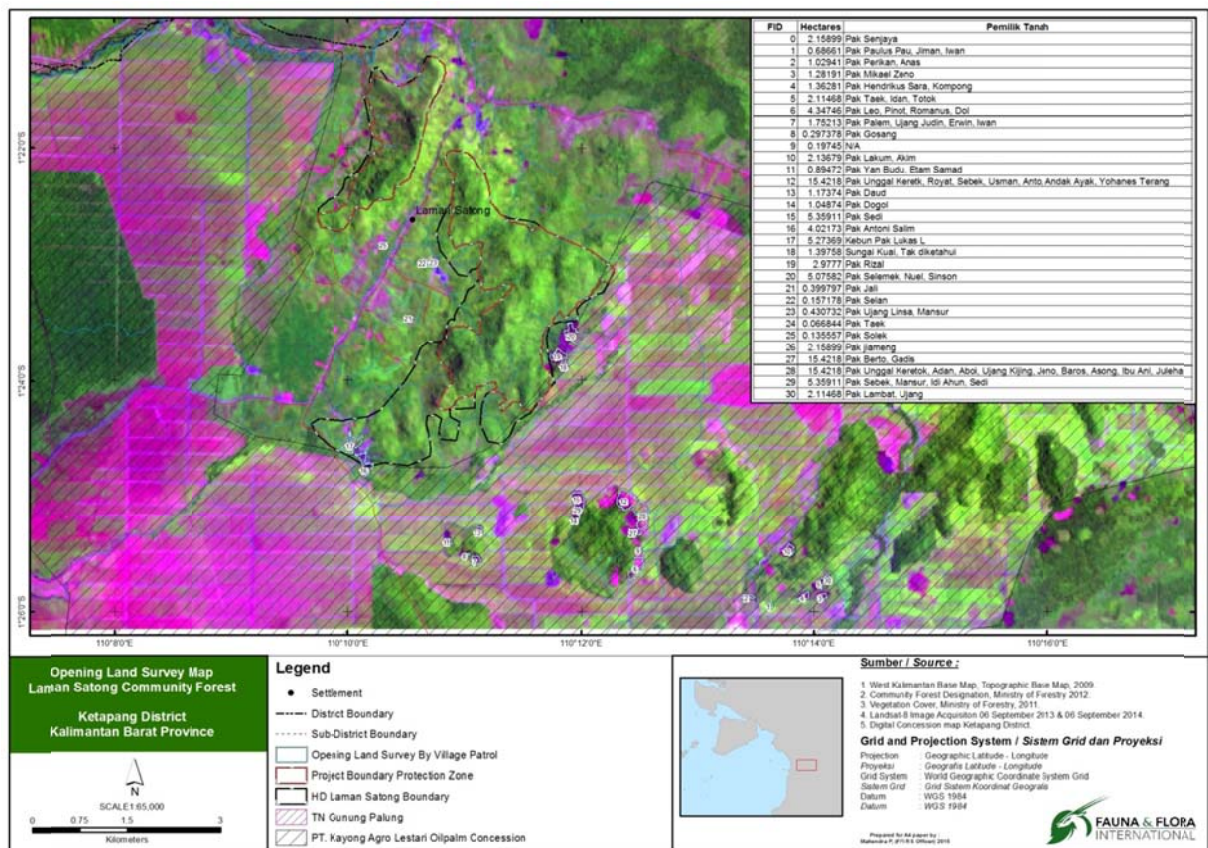 FID Hectares Pemilik Tanah
0 2.15899 Pak Senjaya
1 0.68661 Pak Paulus Pau, Jiman, Iwan
2 1.02941 Pak Perikan, Anas
3 1.28191 Pak Mikael Zeno
4 1.36281 Pak Hendrikus Sara, Kompong
5 2.11468 Pak Taek, Idan, Totok
6 4.34746 Pak Leo, Pinot, Romanus, Dol
7 1.75213 Pak Palem, Ujang Judin, Erwin, Iwan
8 0.297378 Pak Gosang
9 0.19745 N/A
10 2.13679 Pak Lakum, Akim
11 0.89472 Pak Yan Budu, Etam Samad
12 15.4218 Pak Unggal Keretk, Royat, Sebek, Usman, Anto, Andak Ayak, Yohanes Terang
13 1.17374 Pak Daud
14 1.04874 Pak Dogol
15 5.35911 Pak Sedi
16 4.02173 Pak Antoni Salim
17 5.27369 Kebun Pak Lukas L
18 1.39758 Sungai Kuai, Tak diketahui
19 2.9777 Pak Rizal
20 5.07582 Pak Selemek, Nuel, Sinson
21 0.399797 Pak Jali
22 0.157178 Pak Selan
23 0.430732 Pak Ujang Linsa, Mansur
24 0.066844 Pak Taek
25 0.135557 Pak Solek
26 2.15899 Pak jiameng
27 15.4218 Pak Berto, Gadis
28 15.4218 Pak Unggal Keretok, Adan, Aboi, Ujang Kijing, Jeno, Baros, Asong, Ibu Ani, Juleha
29 5.35911 Pak Sebek, Mansur, Idi Ahun, Sedi
30 2.11468 Pak Lambat, Ujang
1°22'0"S
1°24'0"S
1°26'0"S
Laman Satong
110°8'0"E 110°10'0"E 110°12'0"E 110°14'0"E 110°16'0"E
Opening Land Survey Map
Laman Satong Community Forest
Ketapang District
Kalimantan Barat Province
N
SCALE 1:65,000
0 0.75 1.5 3
Kilometers
Legend
Settlement
Distrct Boundary
Sub-District Boundary
Opening Land Survey By Village Patrol
Project Boundary Protection Zone
HD Laman Satong Boundary
TN Gunung Palung
PT. Kayong Agro Lestari Oilpalm Concession
Sumber / Source :
1. West Kalimantan Base Map, Topographic Base Map, 2009.
2. Community Forest Designation, Ministry of Firestry 2012.
3. Vegetation Cover, Ministry of Forestry, 2011.
4. Landsat-8 Image Acquisiton 06 September 2013 & 06 September 2014.
5. Digital Concession map Ketapang District.
Grid and Projection System / Sistem Grid dan Proyeksi
Projection : Geographic Latitude - Longitude
Proyeksi : Geografis Latitude - Longitude
Grid System : World Geographic Coordinate System Grid
Sistem Grid : Grid Sistem Koordinat Geografis
Datum : WGS 1984
Datum : WGS 1984
Prepared for A4 paper by :
FAUNA & FLORA
INTERNATIONAL